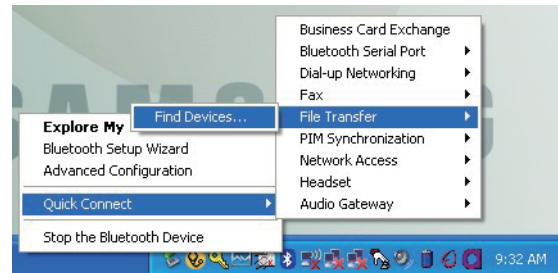 Business Card Exchange
Bluetooth Serial Port
Dial-up Networking
Fax
File Transfer
PIM Synchronization
Network Access
Headset
Audio Gateway
Find Devices...
Explore My
Bluetooth Setup Wizard
Advanced Configuration
Quick Connect
Stop the Bluetooth Device
9:32 AM